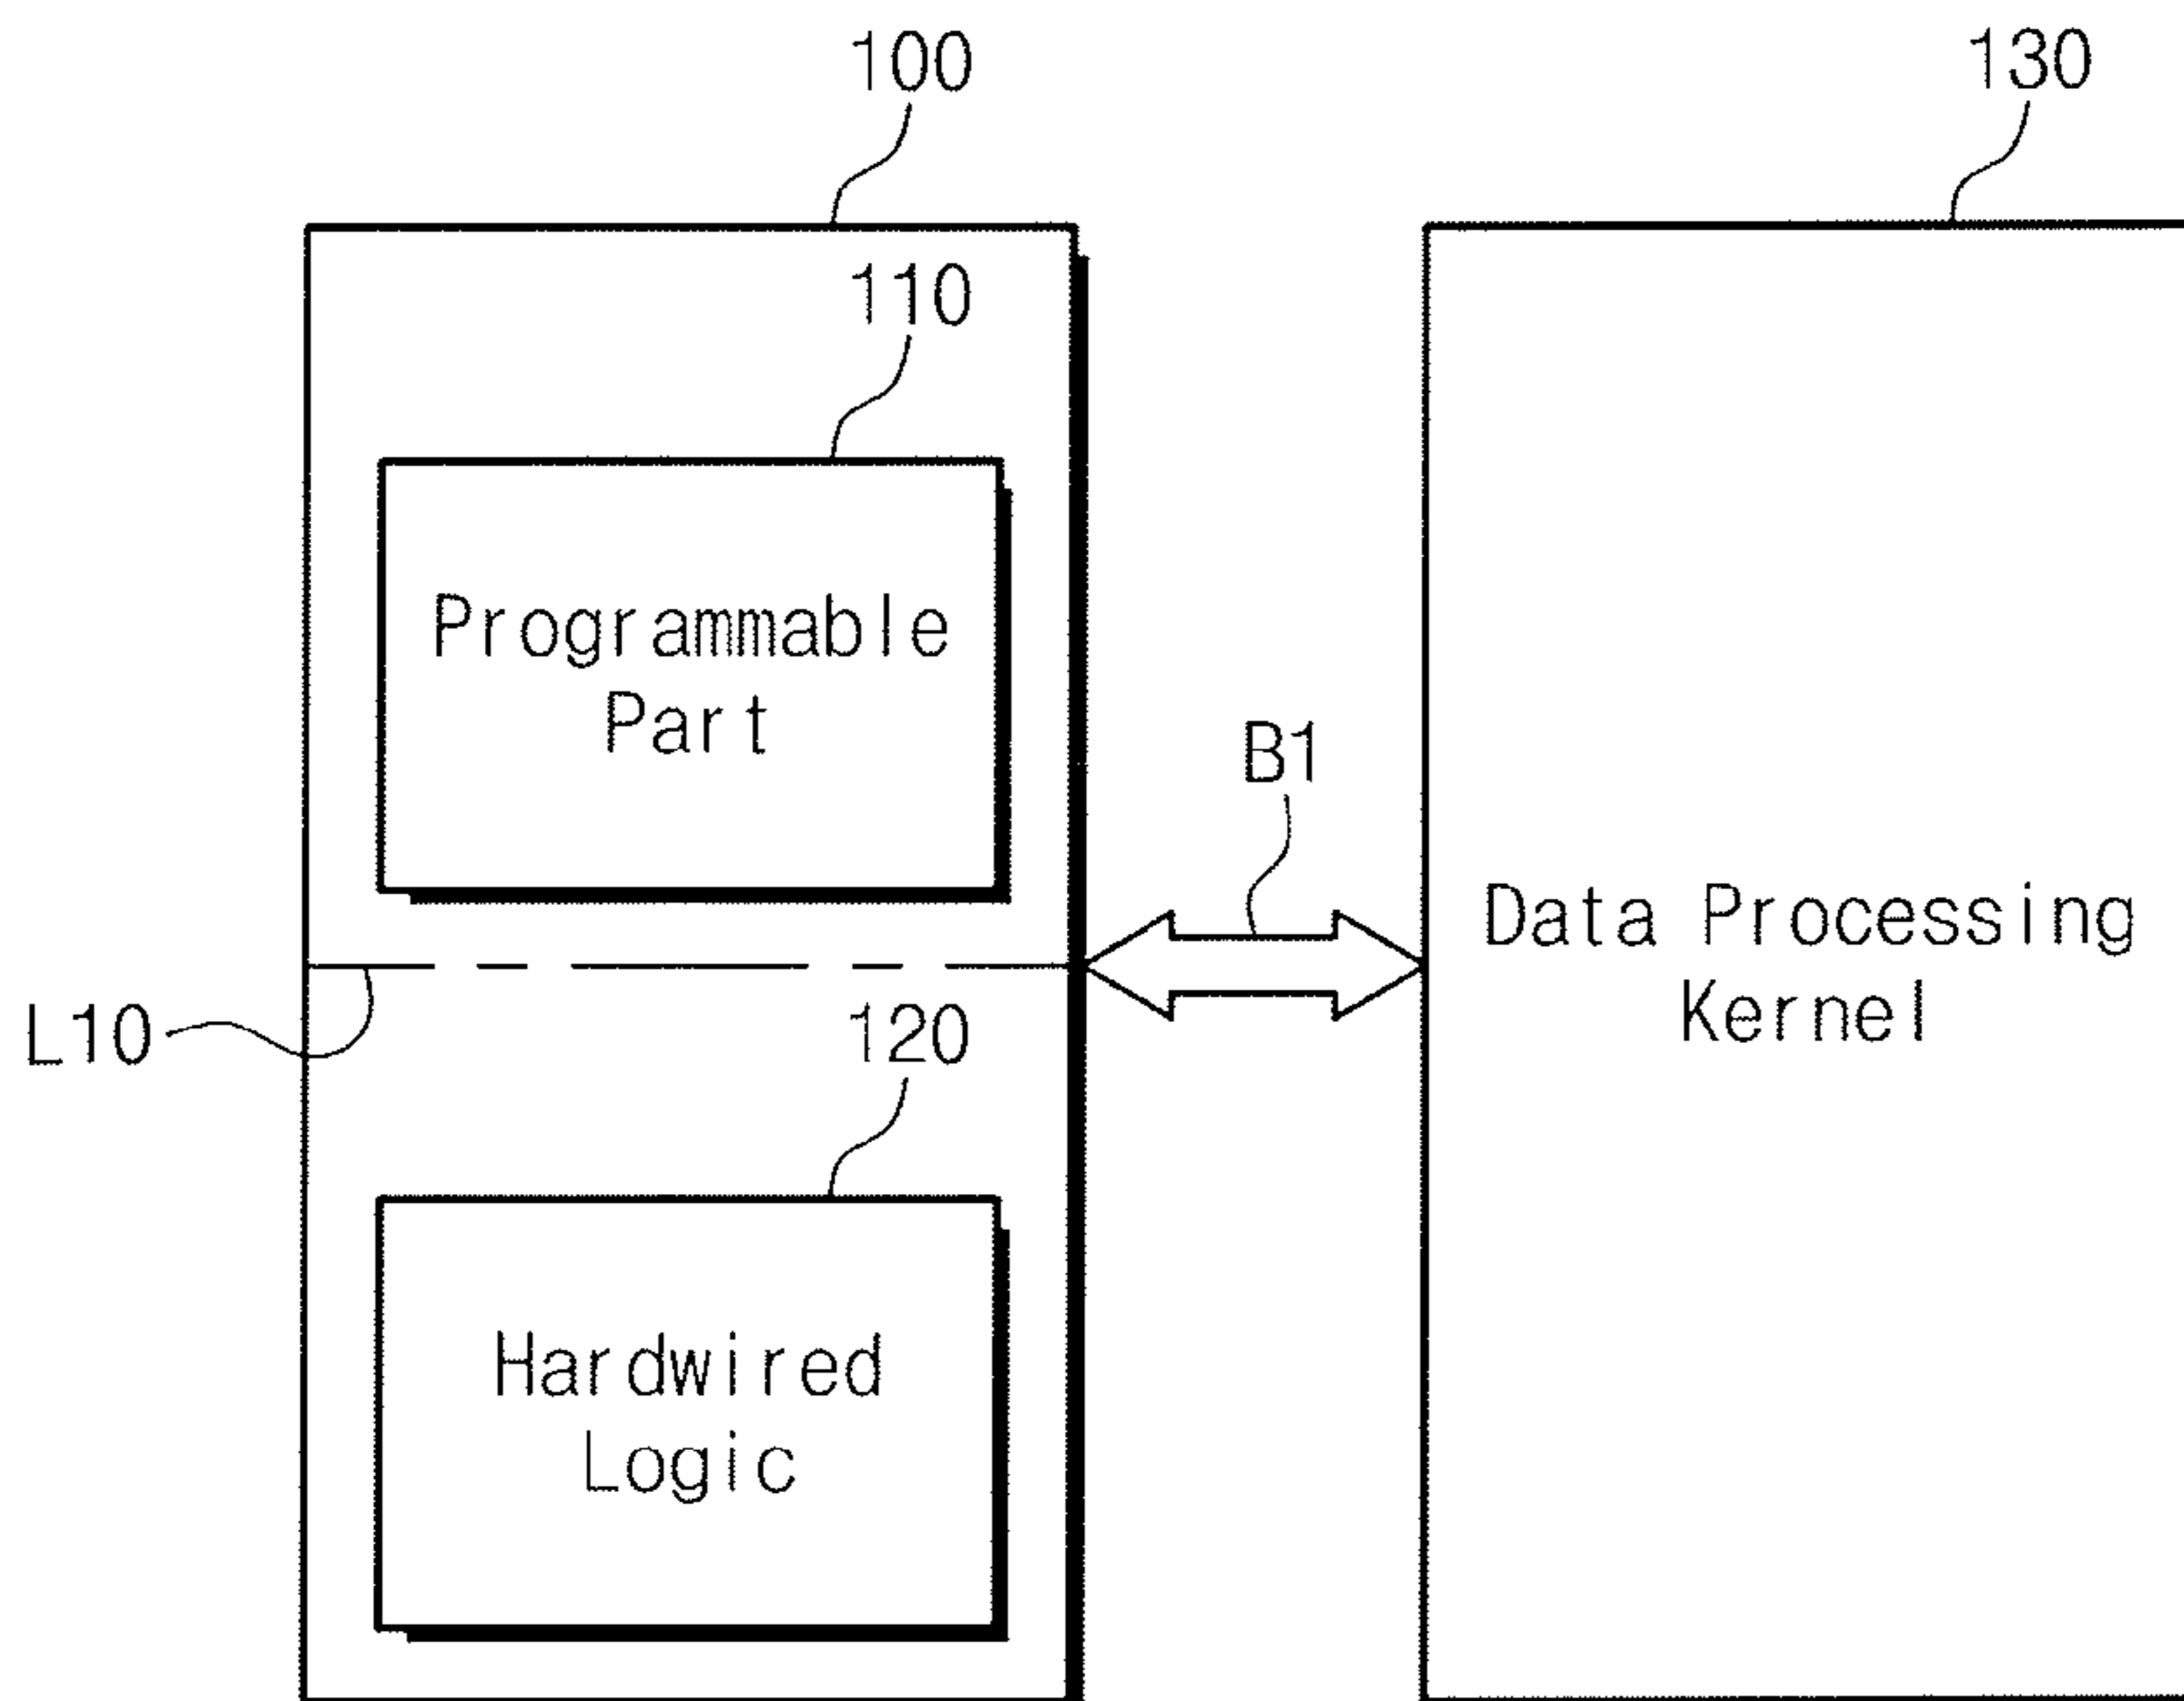 100
130
110
Programmable
Part
B1
Data Processing
Kernel
L10
120
Hardwired
Logic